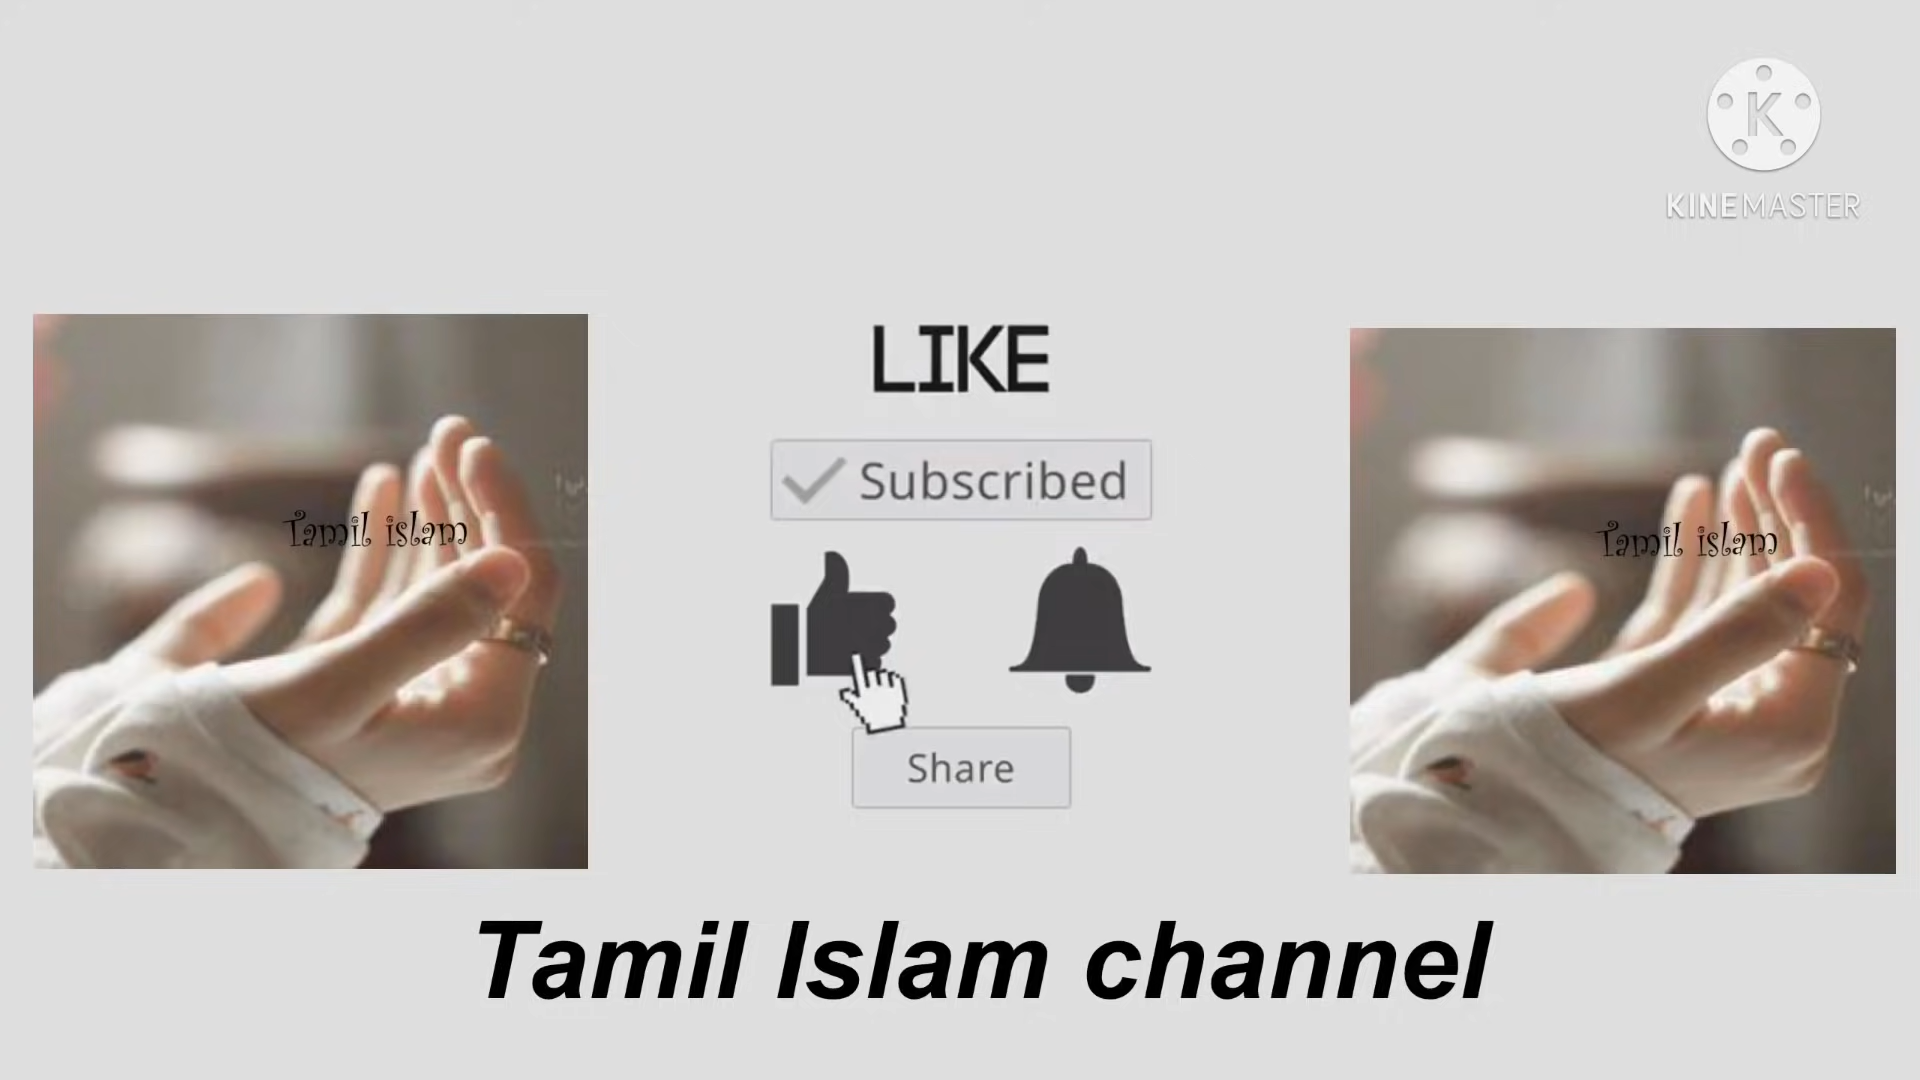 K
KINEMASTER
LIKE
Subscribed
Tamil islam
Tamil islam
Share
Tamil Islam channel